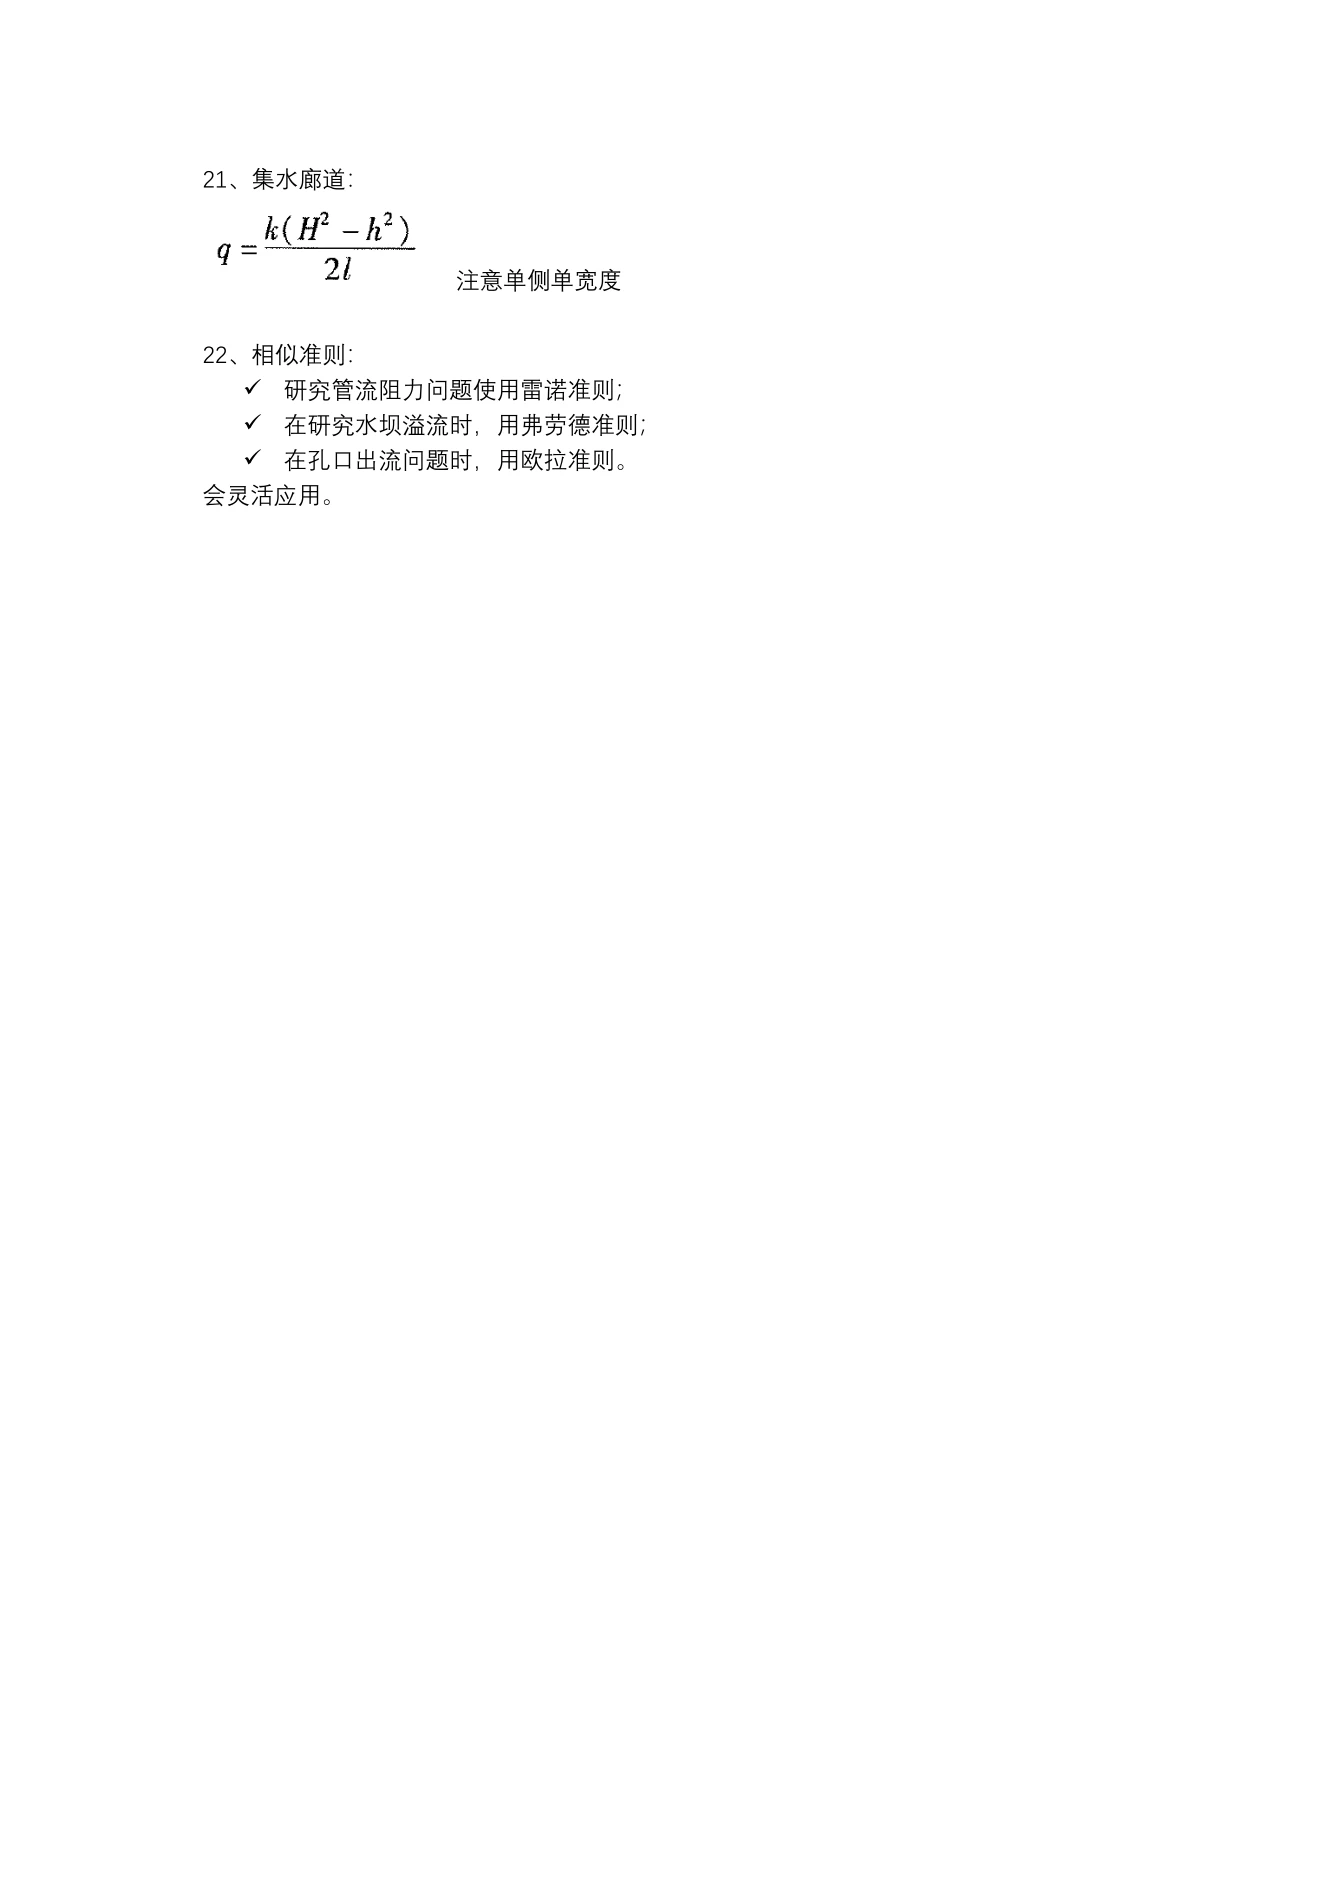 21、集水廊道：
q = k(H² − h²) / 2l 注意单侧单宽度
22、相似准则：
✓ 研究管流阻力问题使用雷诺准则；
✓ 在研究水坝溢流时，用弗劳德准则；
✓ 在孔口出流问题时，用欧拉准则。
会灵活应用。